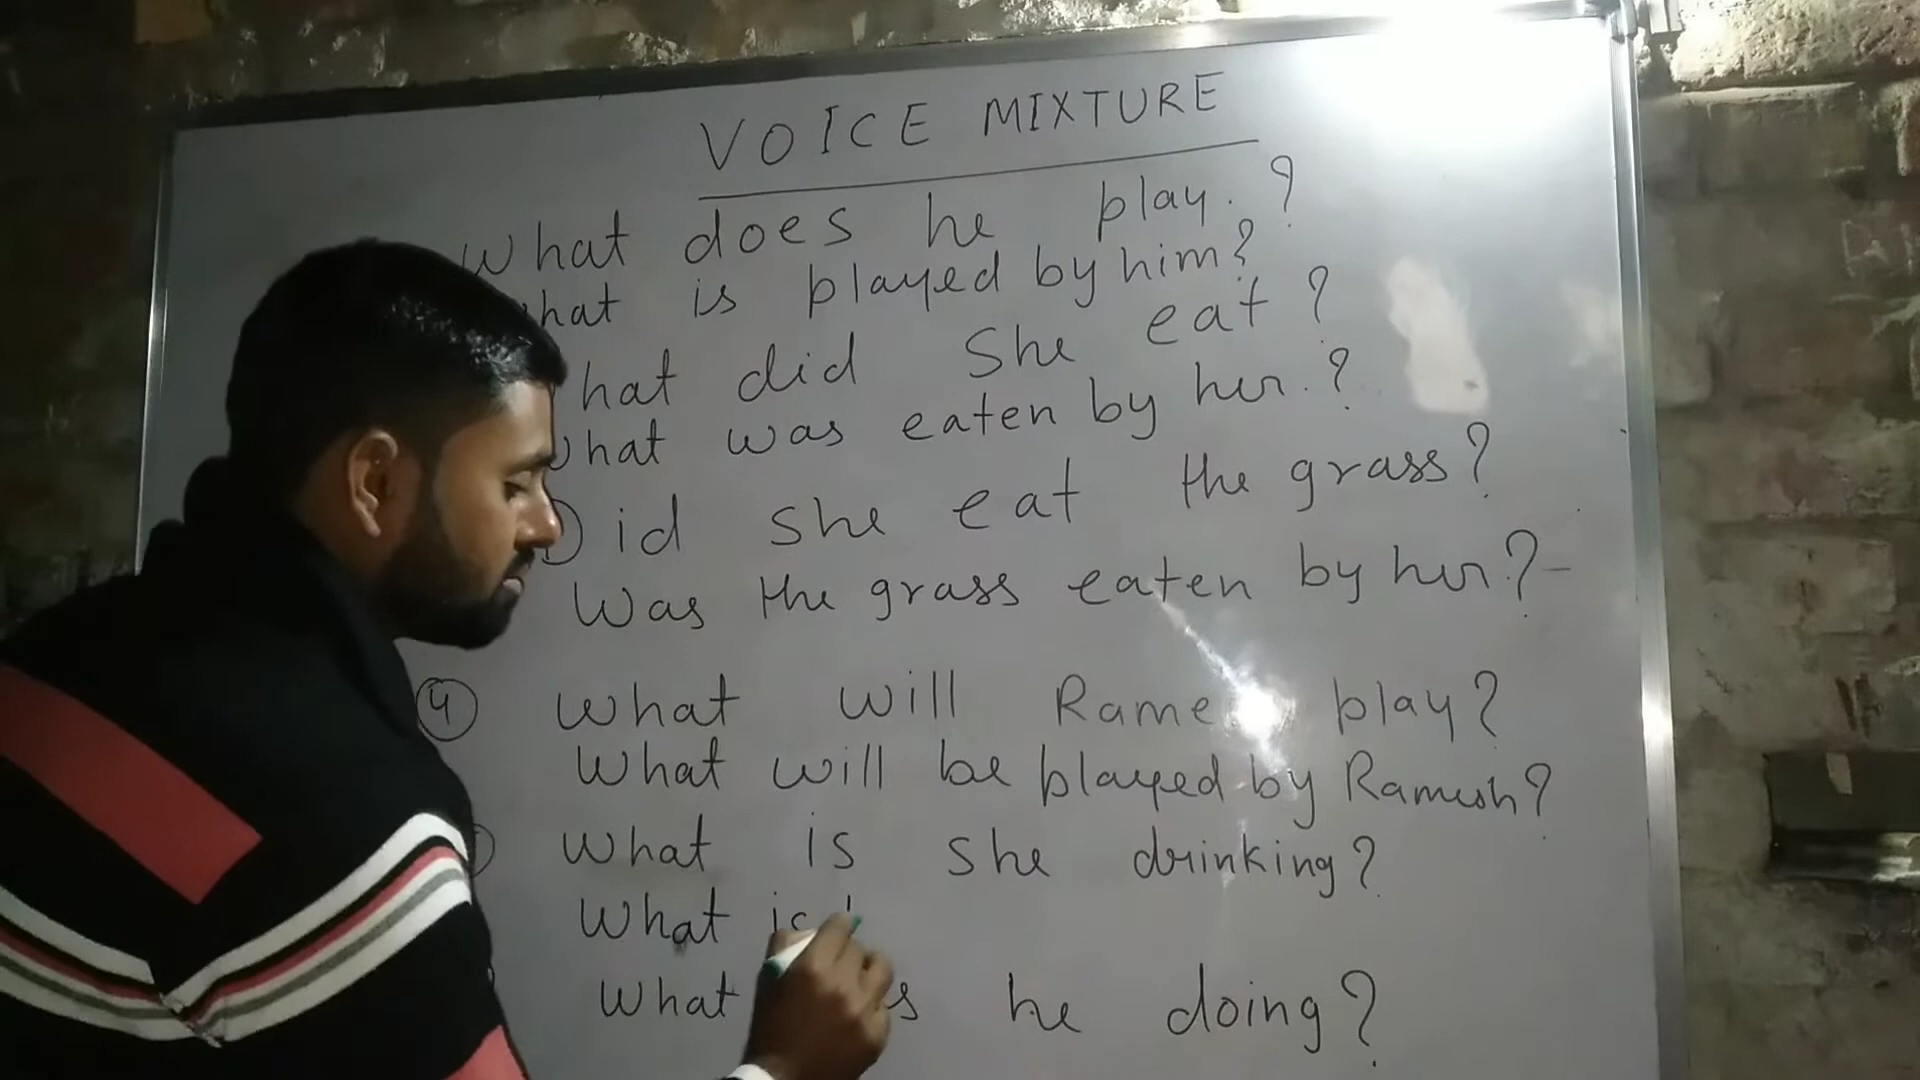 VOICE MIXTURE
What does he play. ?
hat is played by him?
hat did She eat ?
what was eaten by her. ?
Did she eat the grass?
Was the grass eaten by her?-
4 What will Rame play?
What will be played by Ramesh?
What is she drinking?
What is
What he doing?